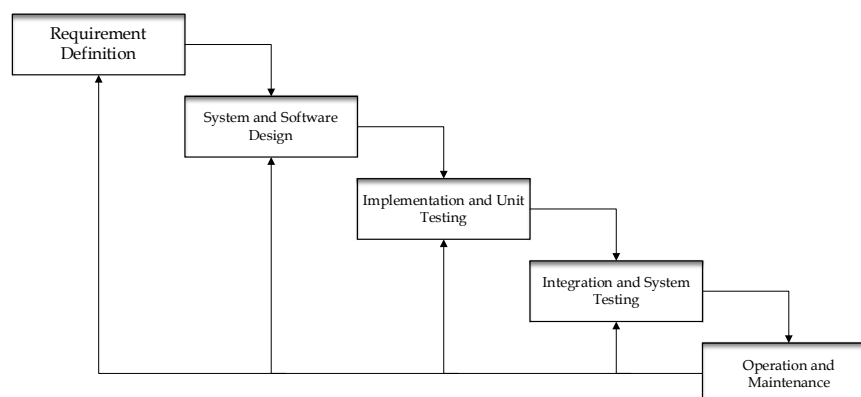 Requirement
Definition
System and Software
Design
Implementation and Unit
Testing
Integration and System
Testing
Operation and
Maintenance